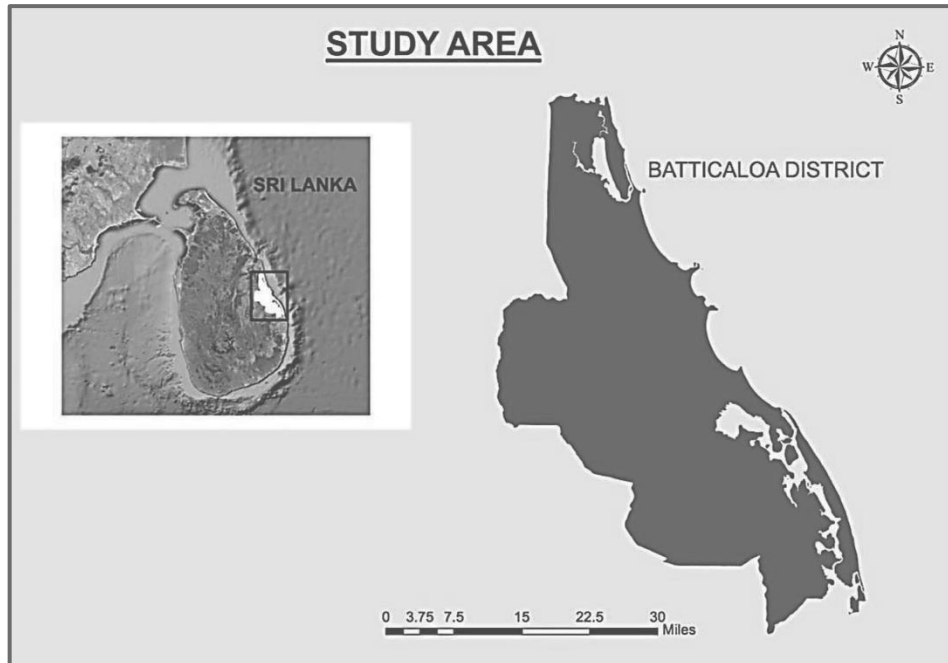 STUDY AREA
N
W E
S
SRI LANKA
BATTICALOA DISTRICT
0 3.75 7.5 15 22.5 30
Miles